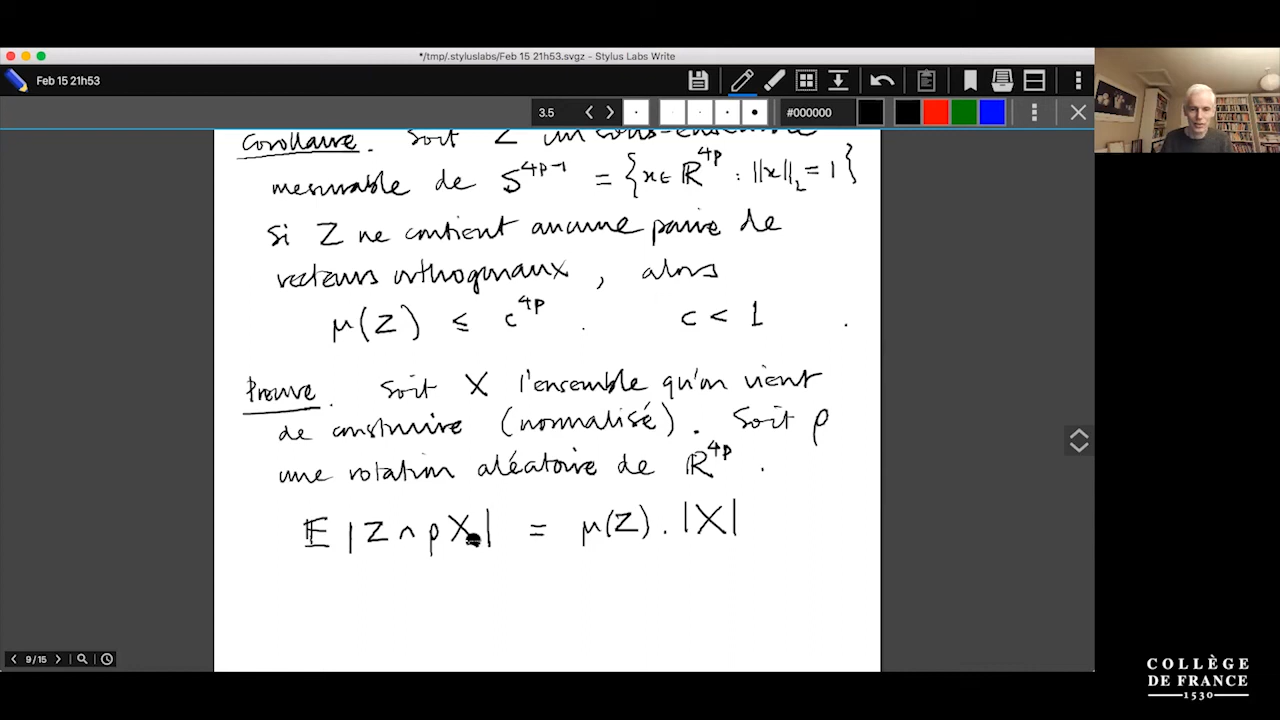 */tmp/.styluslabs/Feb 15 21h53.svgz - Stylus Labs Write
Feb 15 21h53
3.5
#000000
Corollaire. Soit Z un sous-ensemble
mesurable de S^{4p-1} = {x ∈ ℝ^{4p} : ||x||_2 = 1}
Si Z ne contient aucune paire de
vecteurs orthogonaux, alors
μ(Z) ≤ c^{4p}. c < 1.
Preuve. Soit X l'ensemble qu'on vient
de construire (normalisé). Soit ρ
une rotation aléatoire de ℝ^{4p}.
𝔼 |Z ∩ ρX| = μ(Z). |X|
9/15
COLLÈGE
DE FRANCE
1530